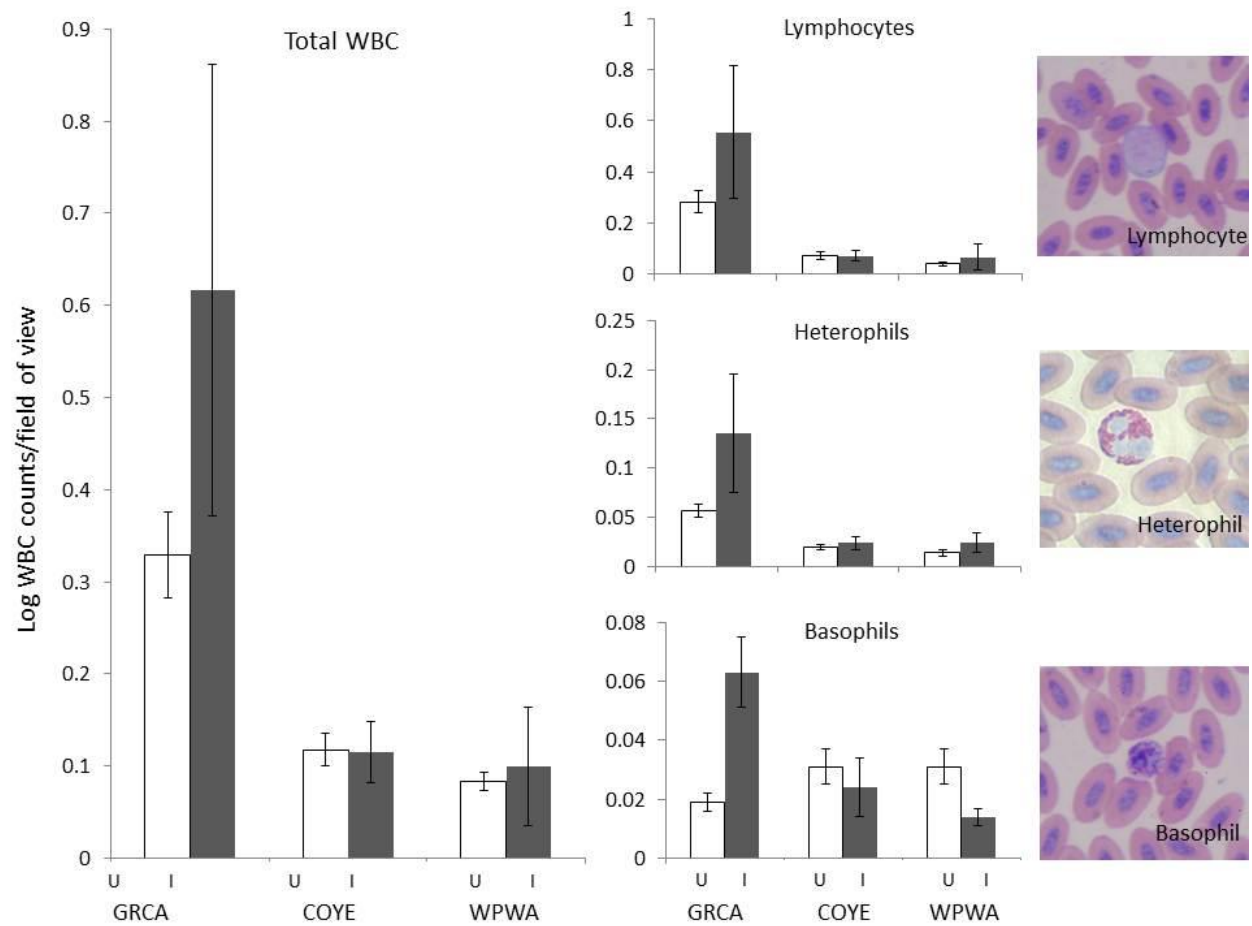 Log WBC counts/field of view
Total WBC
0.9
0.8
0.7
0.6
0.5
0.4
0.3
0.2
0.1
0
U I U I U I
GRCA COYE WPWA
Lymphocytes
1
0.8
0.6
0.4
0.2
0
Lymphocyte
Heterophils
0.25
0.2
0.15
0.1
0.05
0
Heterophil
Basophils
0.08
0.06
0.04
0.02
0
U I U I U I
GRCA COYE WPWA
Basophil